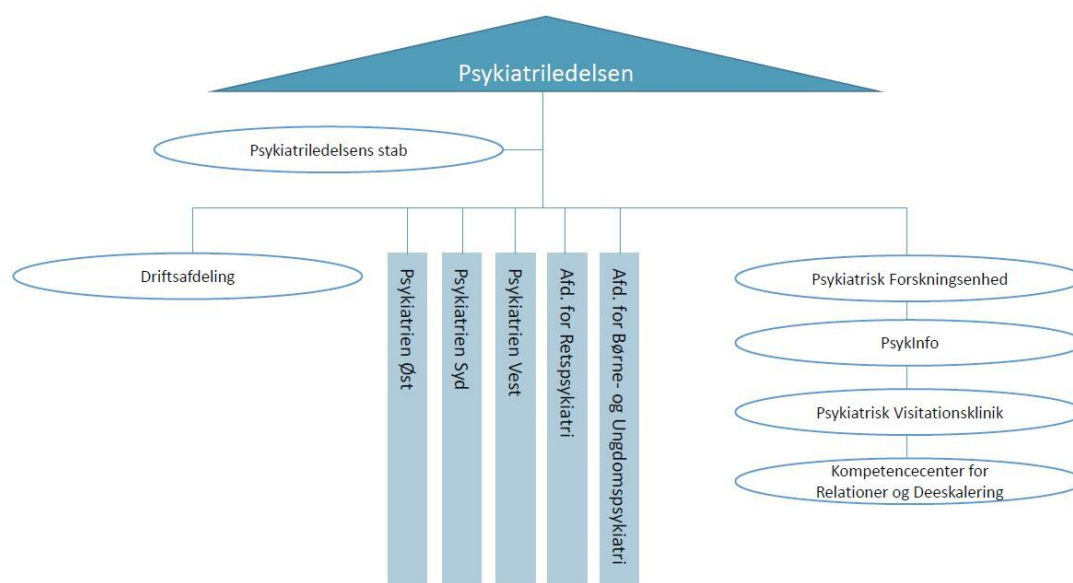 Psykiatriledelsen
Psykiatriledelsens stab
Driftsafdeling
Psykiatrien Øst
Psykiatrien Syd
Psykiatrien Vest
Afd. for Retspsykiatri
Afd. for Børne- og Ungdomspsykiatri
Psykiatrisk Forskningsenhed
PsykInfo
Psykiatrisk Visitationsklinik
Kompetencecenter for
Relationer og Deeskalering